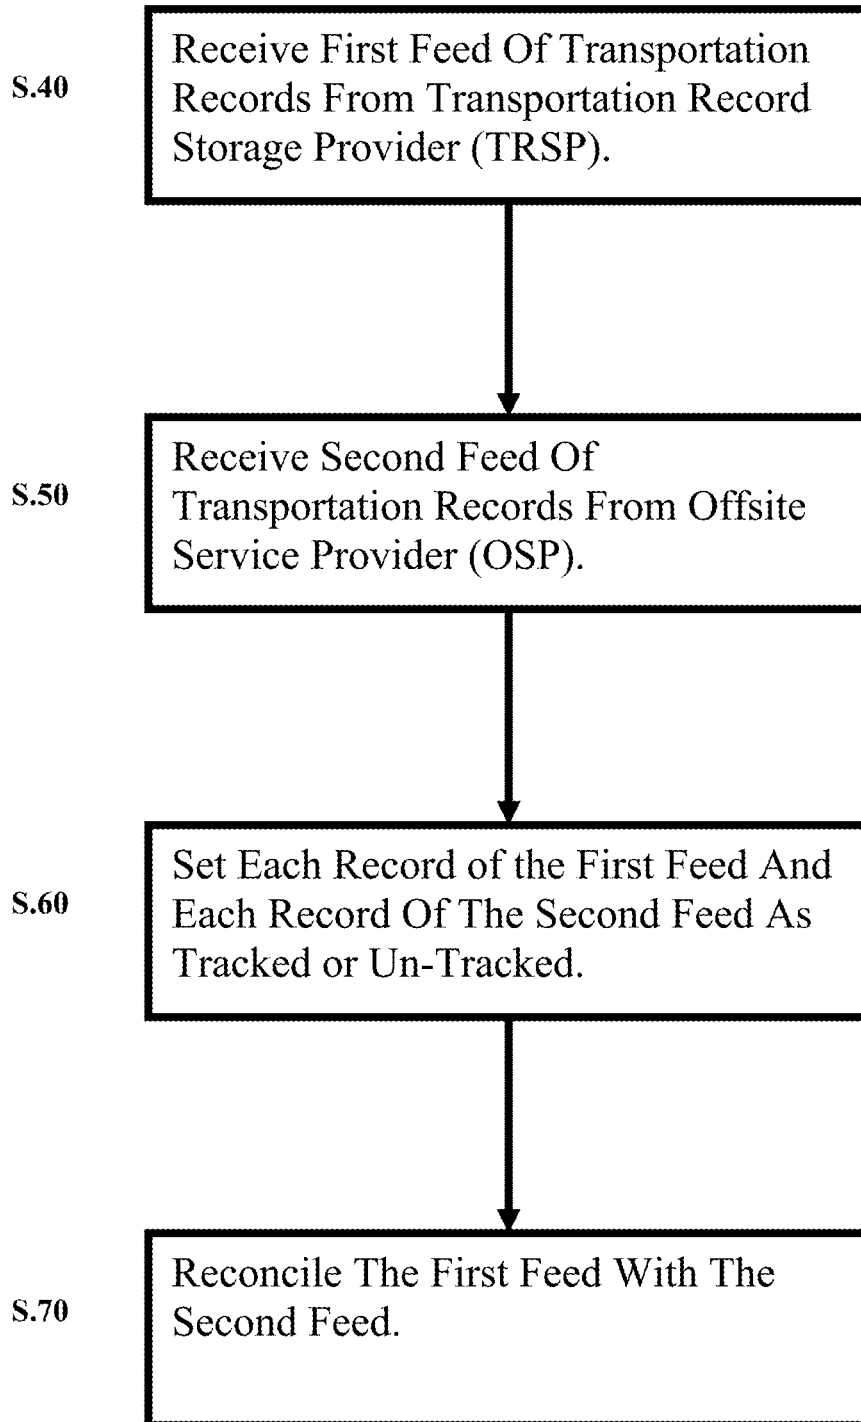 S.40
Receive First Feed Of Transportation
Records From Transportation Record
Storage Provider (TRSP).
S.50
Receive Second Feed Of
Transportation Records From Offsite
Service Provider (OSP).
S.60
Set Each Record of the First Feed And
Each Record Of The Second Feed As
Tracked or Un-Tracked.
S.70
Reconcile The First Feed With The
Second Feed.